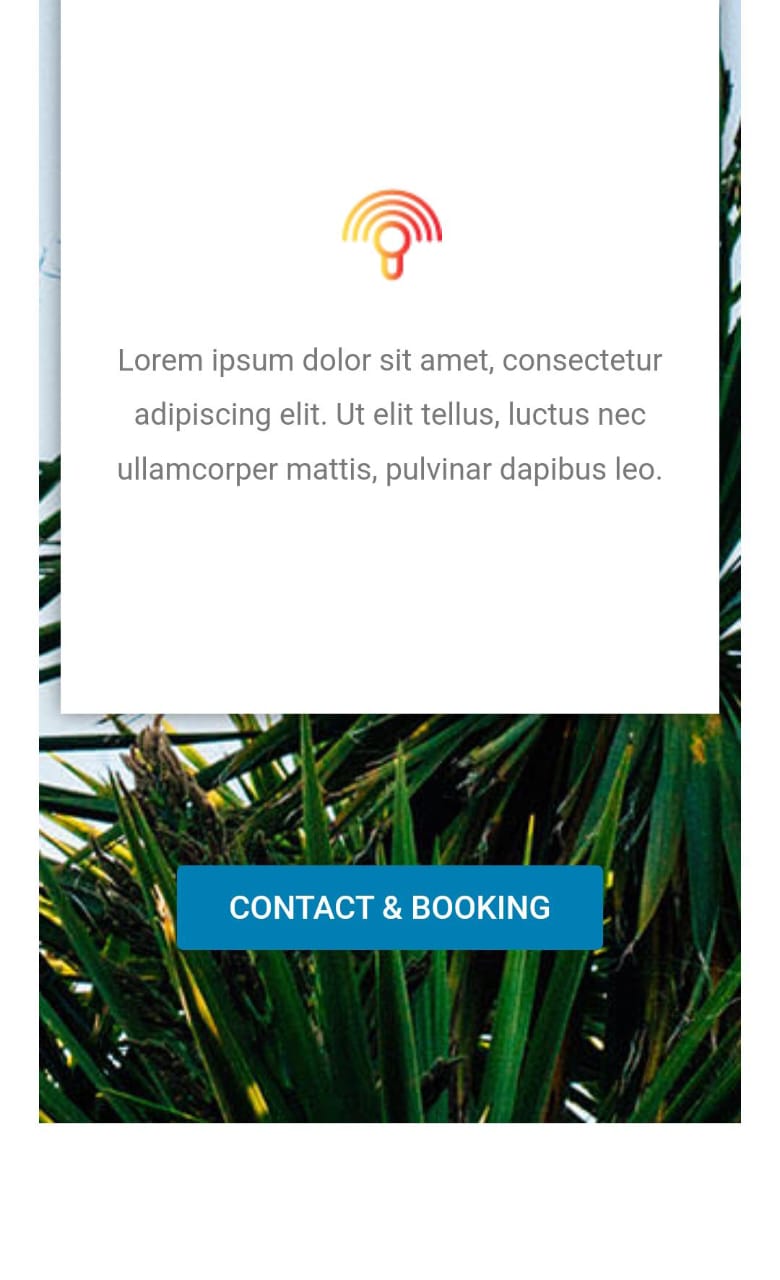 Lorem ipsum dolor sit amet, consectetur
adipiscing elit. Ut elit tellus, luctus nec
ullamcorper mattis, pulvinar dapibus leo.
CONTACT & BOOKING